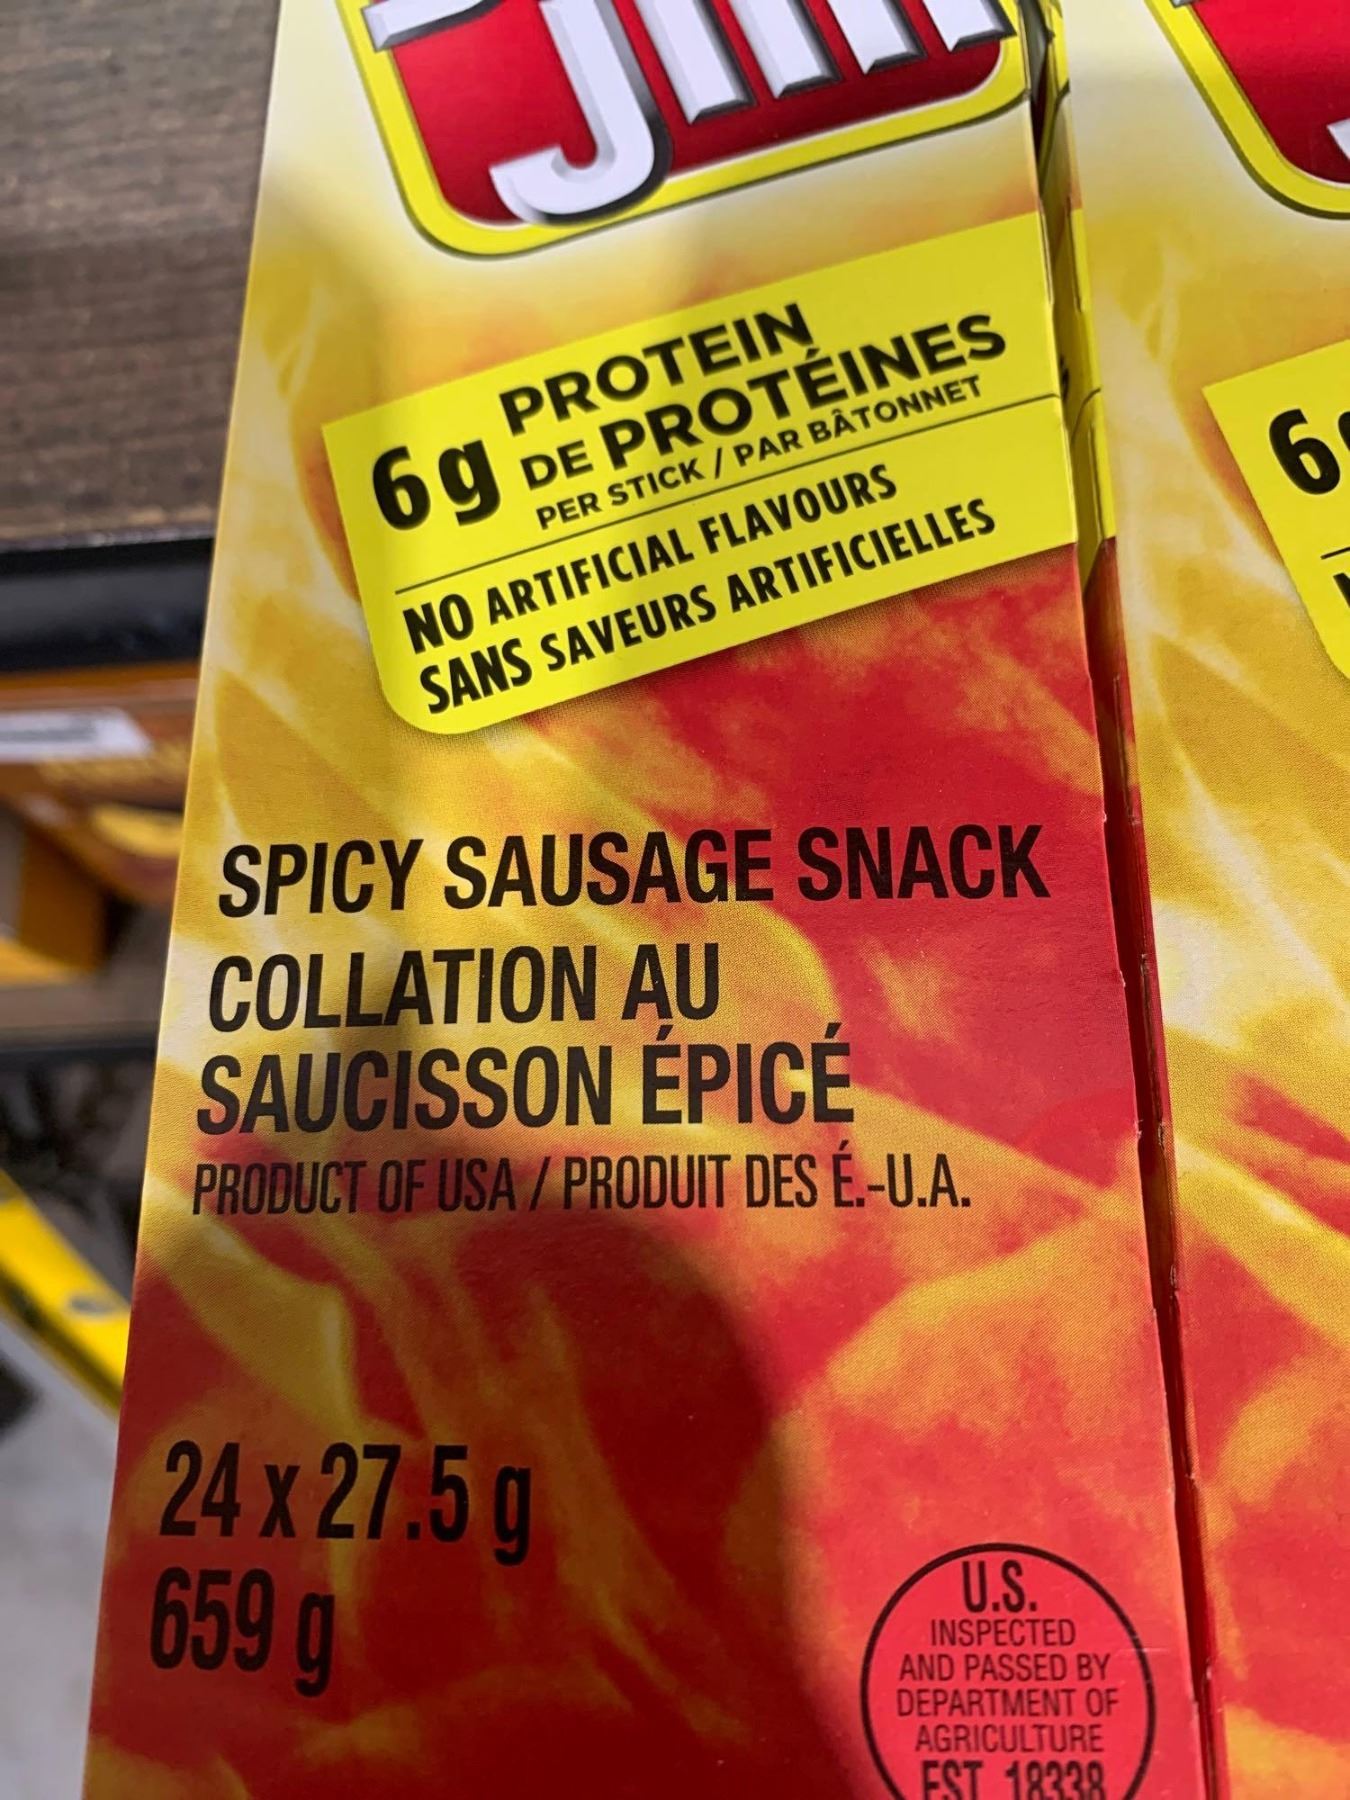 Jim
6g PROTEIN
DE PROTÉINES
PER STICK / PAR BÂTONNET
NO ARTIFICIAL FLAVOURS
SANS SAVEURS ARTIFICIELLES
SPICY SAUSAGE SNACK
COLLATION AU
SAUCISSON ÉPICÉ
PRODUCT OF USA / PRODUIT DES É.-U.A.
24 x 27.5 g
659 g
U.S.
INSPECTED
AND PASSED BY
DEPARTMENT OF
AGRICULTURE
EST. 18338
6